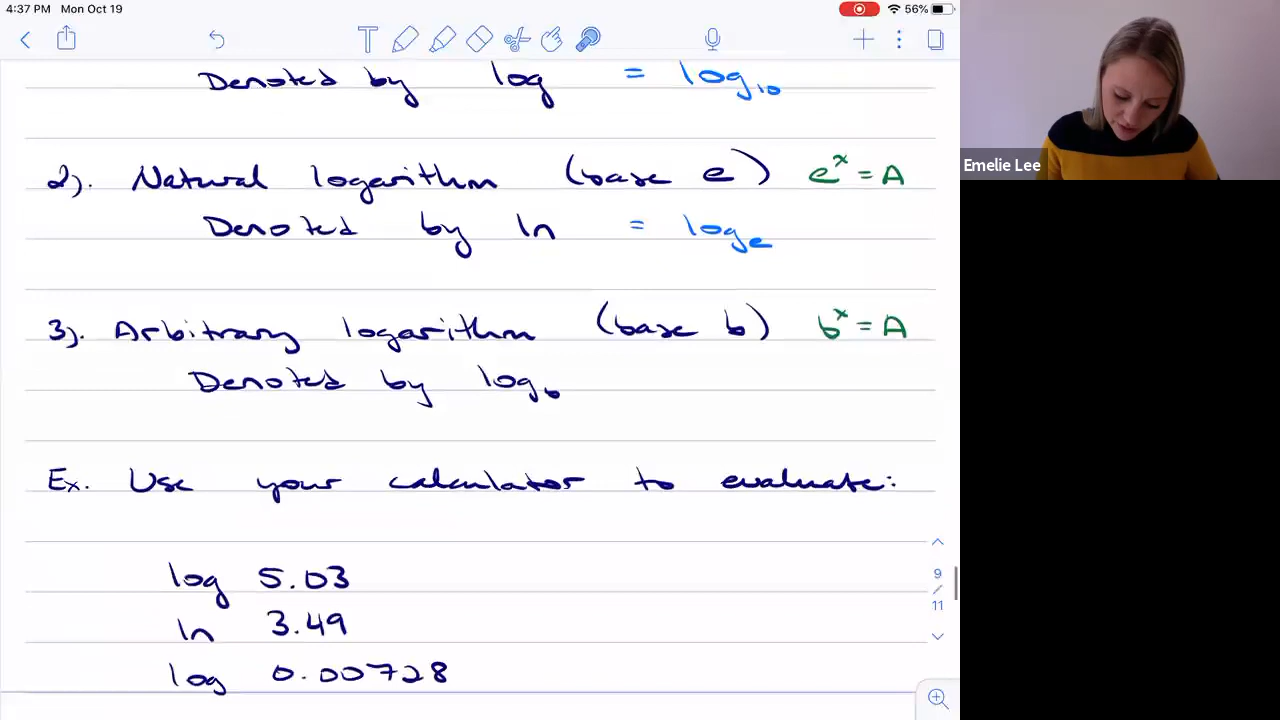 4:37 PM Mon Oct 19
56%
Denoted by log = log₁₀
Emelie Lee
2). Natural logarithm (base e) eˣ = A
Denoted by ln = logₑ
3). Arbitrary logarithm (base b) bˣ = A
Denoted by log_b
Ex. Use your calculator to evaluate:
log 5.03
ln 3.49
log 0.00728
9
/
11